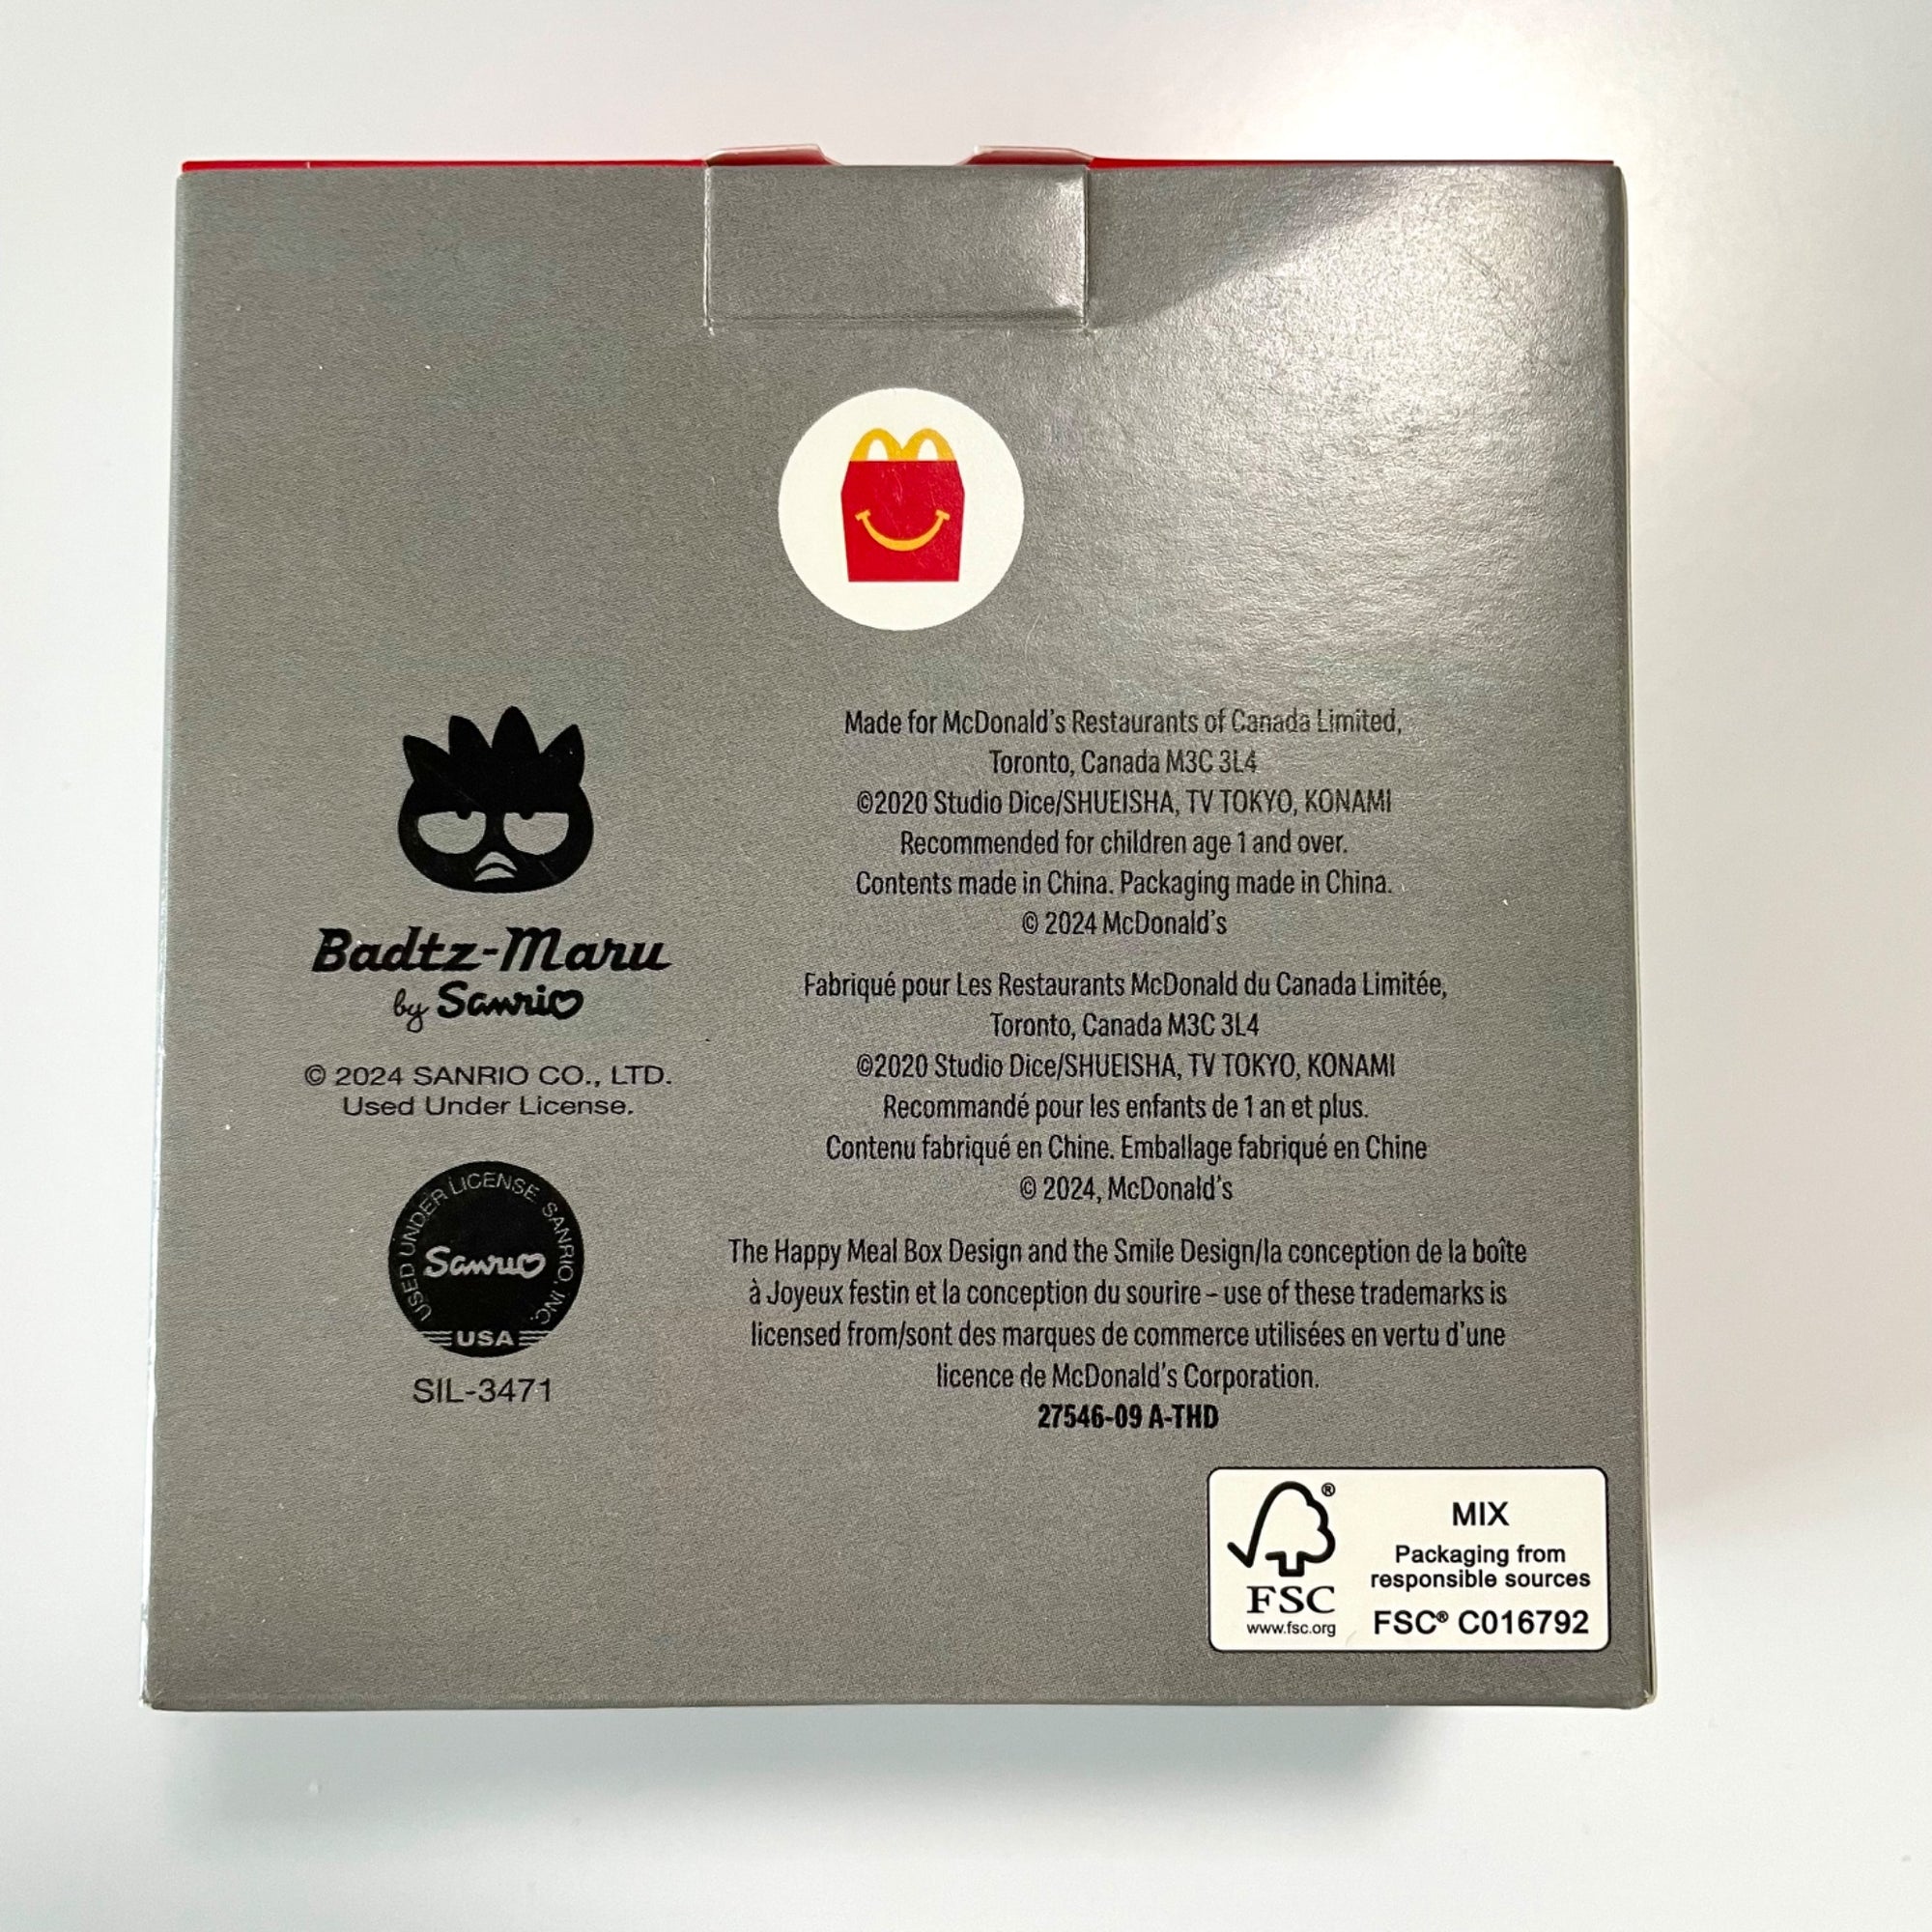 Badtz-Maru
by Sanrio
© 2024 SANRIO CO., LTD.
Used Under License.
USED UNDER LICENSE. SANRIO, INC.
Sanrio
USA
SIL-3471
Made for McDonald's Restaurants of Canada Limited,
Toronto, Canada M3C 3L4
©2020 Studio Dice/SHUEISHA, TV TOKYO, KONAMI
Recommended for children age 1 and over.
Contents made in China. Packaging made in China.
© 2024 McDonald's
Fabriqué pour Les Restaurants McDonald du Canada Limitée,
Toronto, Canada M3C 3L4
©2020 Studio Dice/SHUEISHA, TV TOKYO, KONAMI
Recommandé pour les enfants de 1 an et plus.
Contenu fabriqué en Chine. Emballage fabriqué en Chine
© 2024, McDonald's
The Happy Meal Box Design and the Smile Design/la conception de la boîte
à Joyeux festin et la conception du sourire – use of these trademarks is
licensed from/sont des marques de commerce utilisées en vertu d'une
licence de McDonald's Corporation.
27546-09 A-THD
®
FSC
www.fsc.org
MIX
Packaging from
responsible sources
FSC® C016792